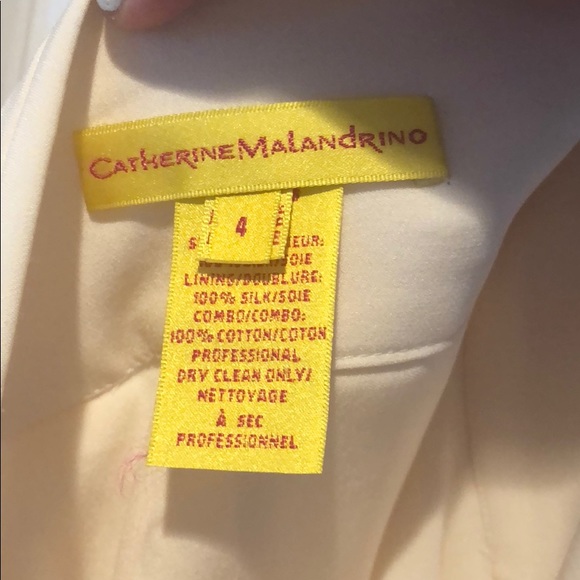 CATHERINE MALANDRINO
4
EUR:
LINING/DOUBLURE:
100% SILK/SOIE
COMBO/COMBO:
100% COTTON/COTON
PROFESSIONAL
DRY CLEAN ONLY/
NETTOYAGE
À SEC
PROFESSIONNEL